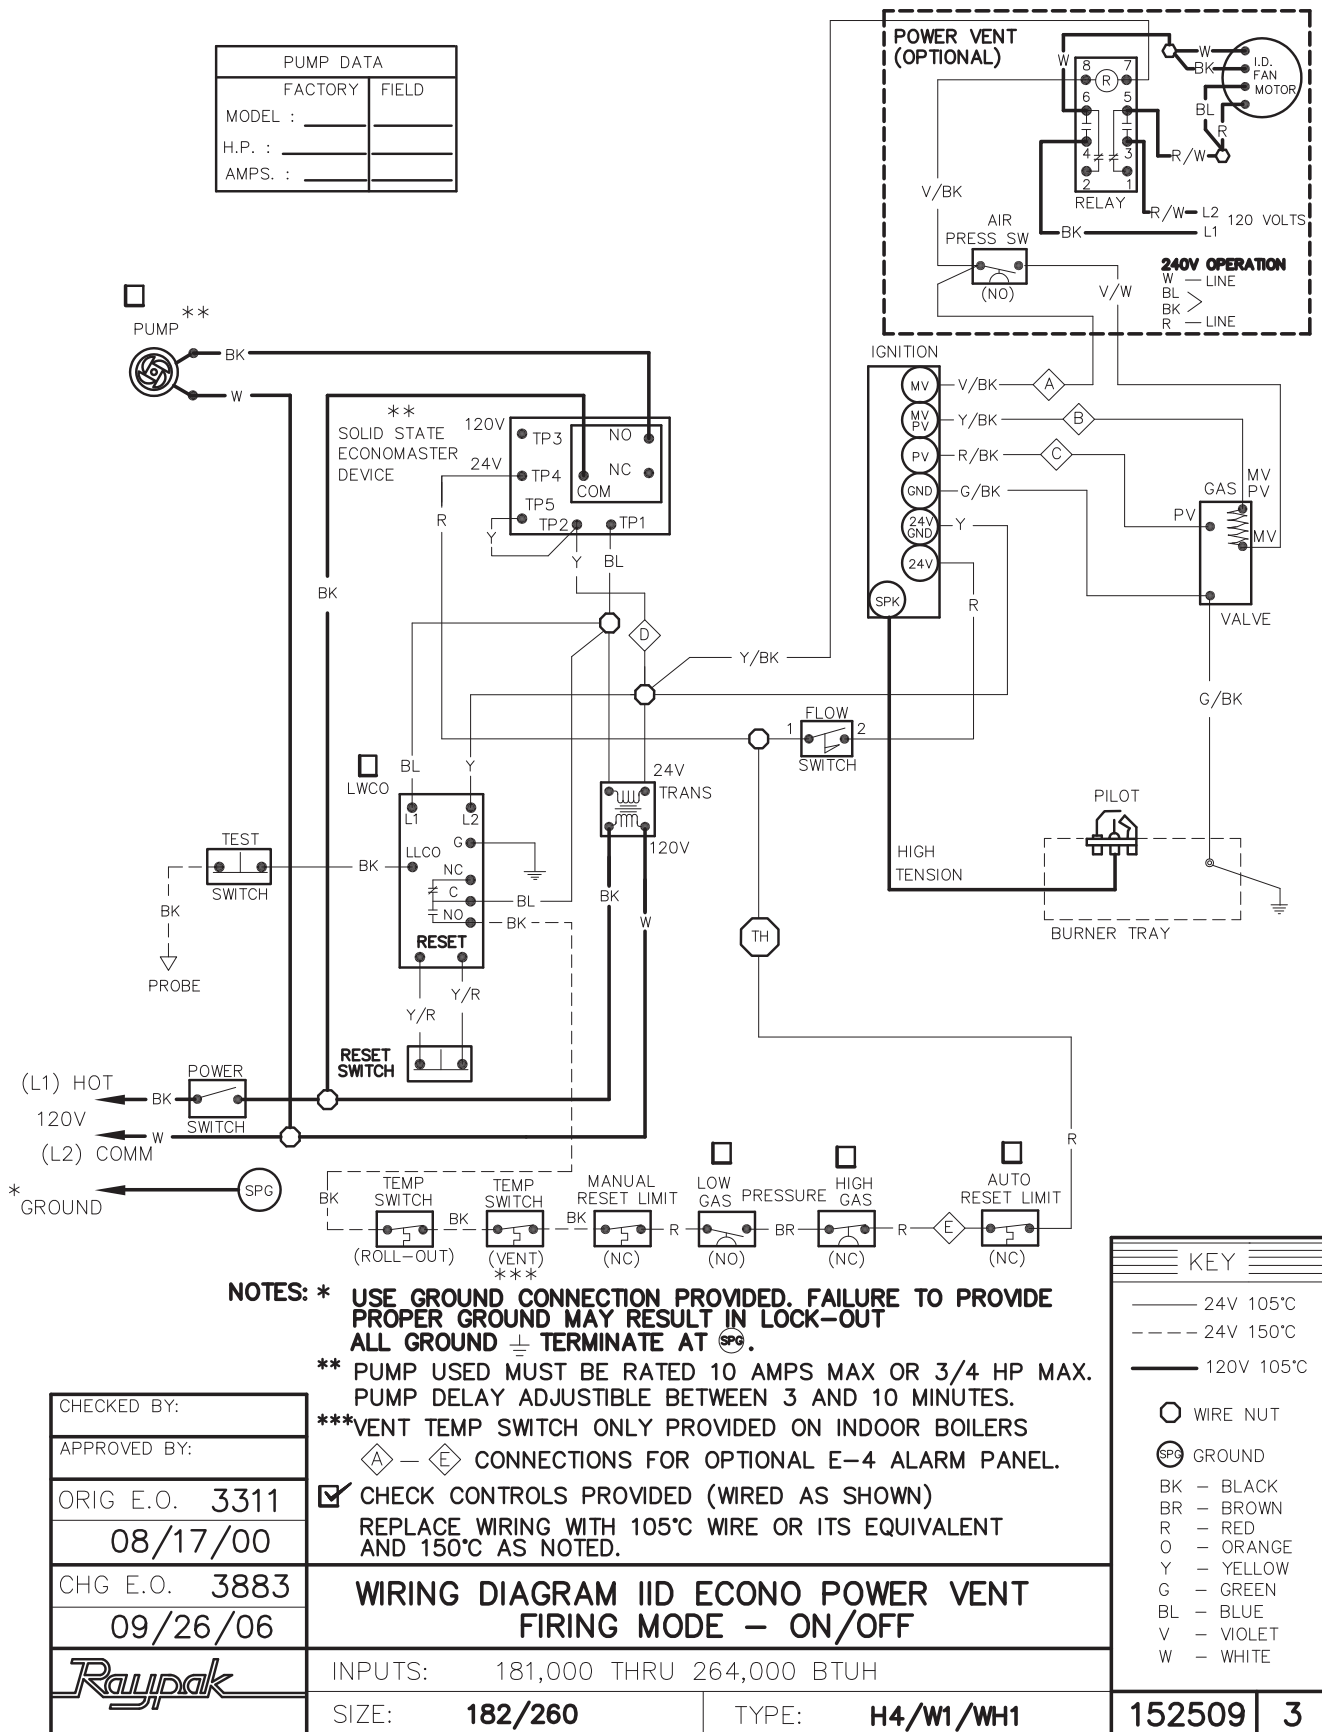 PUMP DATA
FACTORY FIELD
MODEL :
H.P. :
AMPS. :
POWER VENT
(OPTIONAL)
W
8 7
R
6 5
4 3
2 1
RELAY
W
BK
BL
R
I.D.
FAN
MOTOR
R/W
R/W L2
BK L1
120 VOLTS
V/BK
AIR
PRESS SW
(NO)
V/W
240V OPERATION
W — LINE
BL
BK
R — LINE
PUMP **
BK
W
**
SOLID STATE
ECONOMASTER
DEVICE
120V TP3
24V TP4
TP5
TP2 TP1
NO
NC
COM
R
Y
Y
BL
BK
D
Y/BK
IGNITION
MV V/BK A
MV
PV Y/BK B
PV R/BK C
GND G/BK
24V
GND Y
24V
R
SPK
GAS
MV
PV
PV
MV
VALVE
G/BK
FLOW
1 2
SWITCH
LWCO
BL Y
L1 L2
G
LLCO
NC
C
NO
BL
BK
RESET
24V
TRANS
120V
BK
W
TEST
SWITCH
BK
BK
PROBE
Y/R
Y/R
RESET
SWITCH
HIGH
TENSION
PILOT
BURNER TRAY
TH
R
(L1) HOT
BK
POWER
SWITCH
120V
W
(L2) COMM
*
GROUND
SPG
BK
TEMP
SWITCH
(ROLL-OUT)
BK
TEMP
SWITCH
(VENT)
***
BK
MANUAL
RESET LIMIT
(NC)
R
LOW
GAS
(NO)
PRESSURE
BR
HIGH
GAS
(NC)
R
E
AUTO
RESET LIMIT
(NC)
NOTES: * USE GROUND CONNECTION PROVIDED. FAILURE TO PROVIDE
PROPER GROUND MAY RESULT IN LOCK-OUT
ALL GROUND ⏚ TERMINATE AT SPG.
** PUMP USED MUST BE RATED 10 AMPS MAX OR 3/4 HP MAX.
PUMP DELAY ADJUSTIBLE BETWEEN 3 AND 10 MINUTES.
***VENT TEMP SWITCH ONLY PROVIDED ON INDOOR BOILERS
A — E CONNECTIONS FOR OPTIONAL E-4 ALARM PANEL.
☑ CHECK CONTROLS PROVIDED (WIRED AS SHOWN)
REPLACE WIRING WITH 105°C WIRE OR ITS EQUIVALENT
AND 150°C AS NOTED.
KEY
24V 105°C
24V 150°C
120V 105°C
WIRE NUT
SPG GROUND
BK - BLACK
BR - BROWN
R - RED
O - ORANGE
Y - YELLOW
G - GREEN
BL - BLUE
V - VIOLET
W - WHITE
CHECKED BY:
APPROVED BY:
ORIG E.O. 3311
08/17/00
CHG E.O. 3883
09/26/06
Raypak
WIRING DIAGRAM IID ECONO POWER VENT
FIRING MODE - ON/OFF
INPUTS: 181,000 THRU 264,000 BTUH
SIZE: 182/260 TYPE: H4/W1/WH1
152509 3